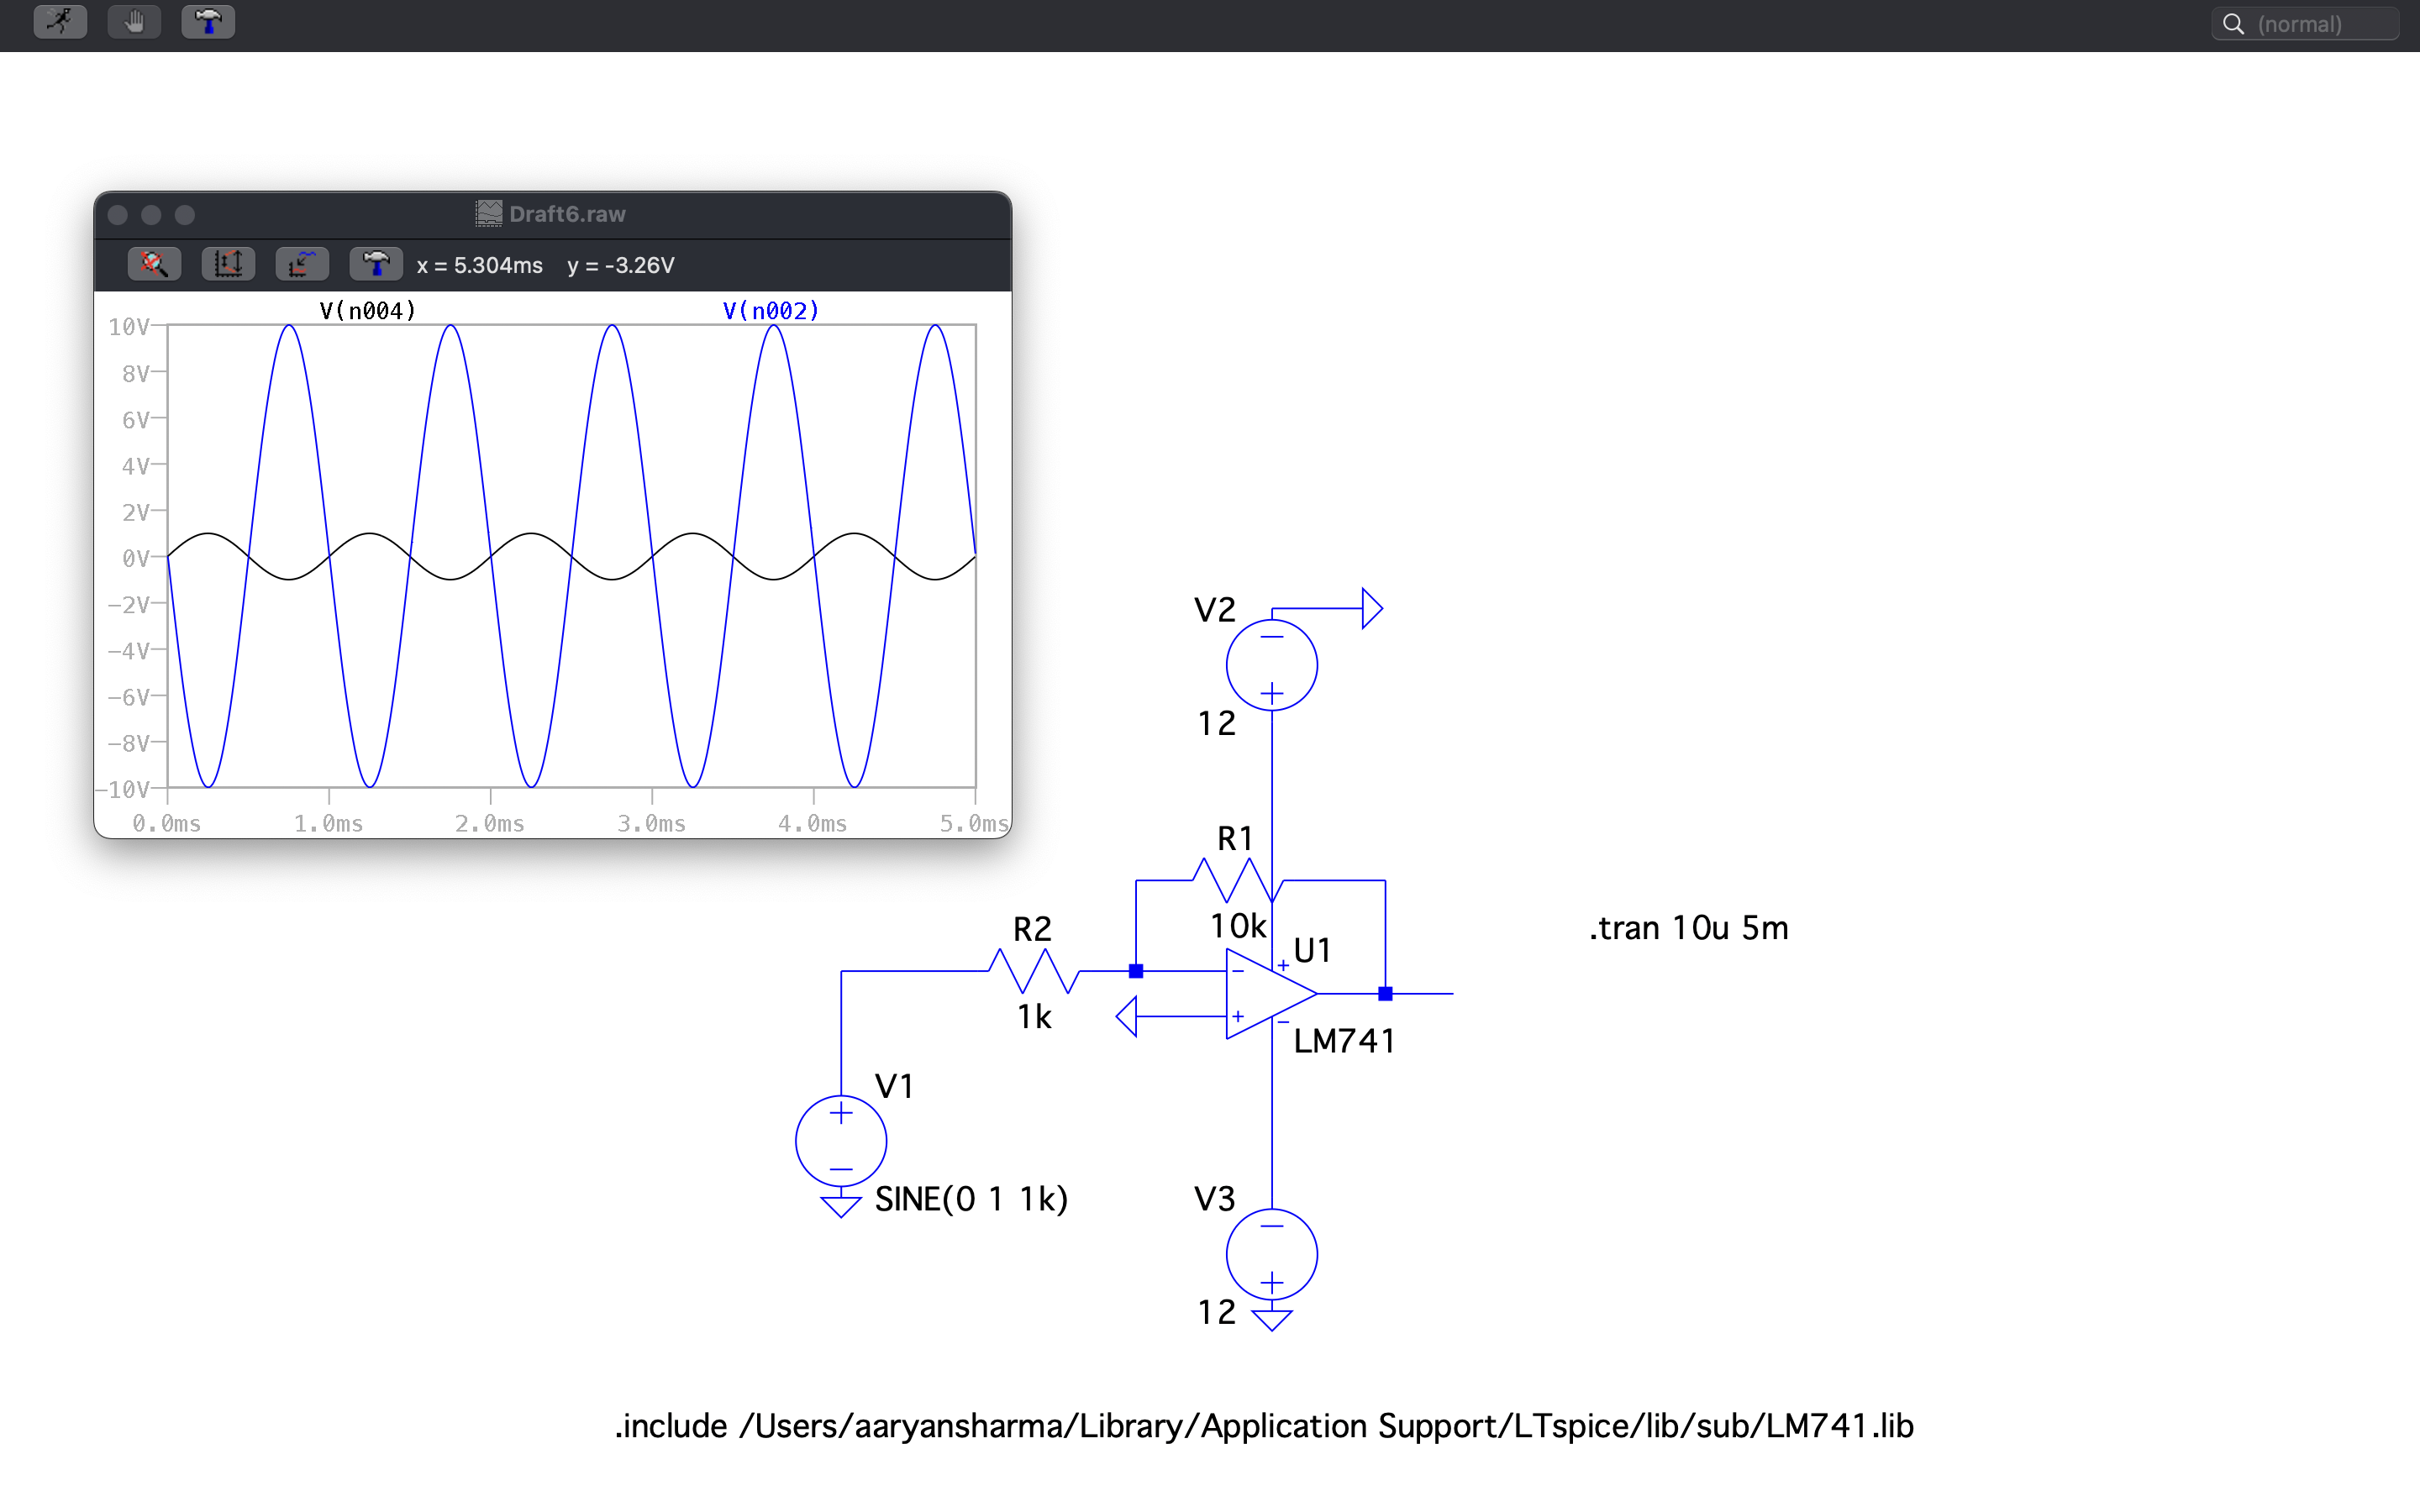 (normal)
Draft6.raw
x = 5.304ms y = -3.26V
V(n004) V(n002)
10V
8V
6V
4V
2V
0V
−2V
−4V
−6V
−8V
−10V
0.0ms 1.0ms 2.0ms 3.0ms 4.0ms 5.0ms
V2
12
R1
10k
R2
1k
U1
LM741
.tran 10u 5m
V1
SINE(0 1 1k)
V3
12
.include /Users/aaryansharma/Library/Application Support/LTspice/lib/sub/LM741.lib